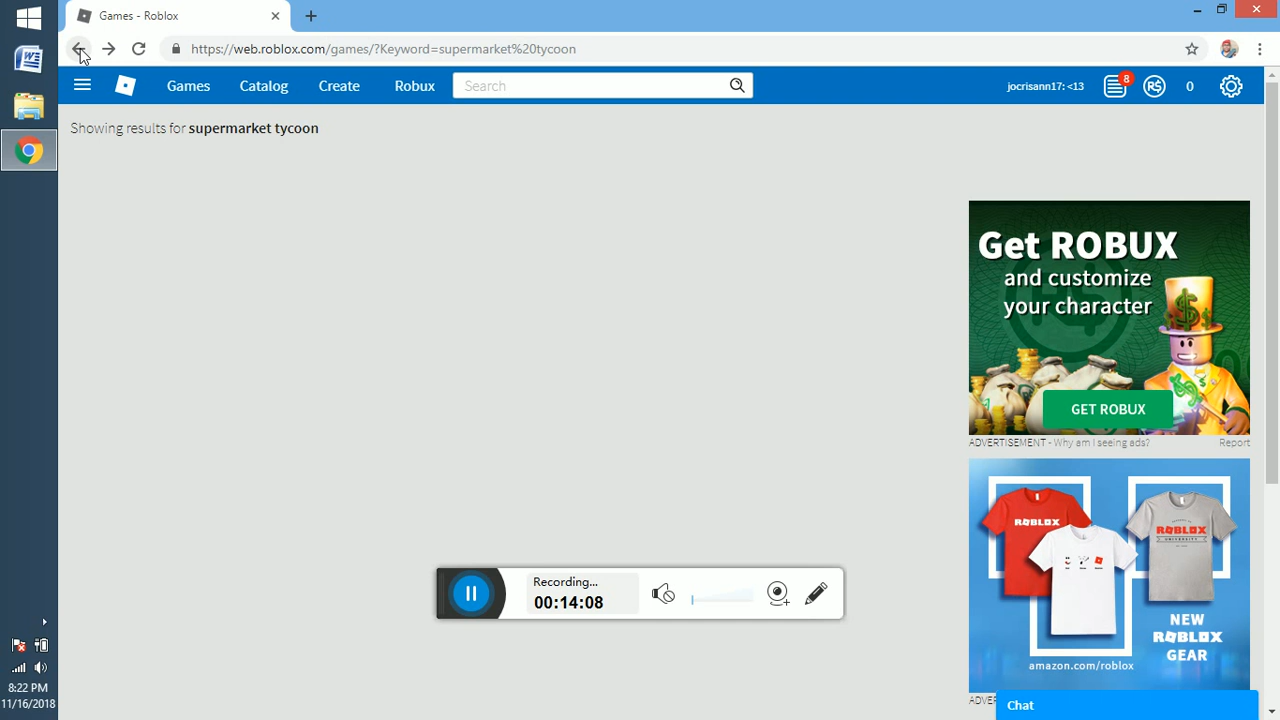 Games - Roblox
https://web.roblox.com/games/?Keyword=supermarket%20tycoon
Games
Catalog
Create
Robux
Search
jocrisann17: <13
8
R$
0
Showing results for supermarket tycoon
Get ROBUX
and customize
your character
GET ROBUX
ADVERTISEMENT - Why am I seeing ads?
Report
ROBLOX
ROBLOX
UNIVERSITY
NEW
ROBLOX
GEAR
amazon.com/roblox
Recording...
00:14:08
Chat
8:22 PM
11/16/2018